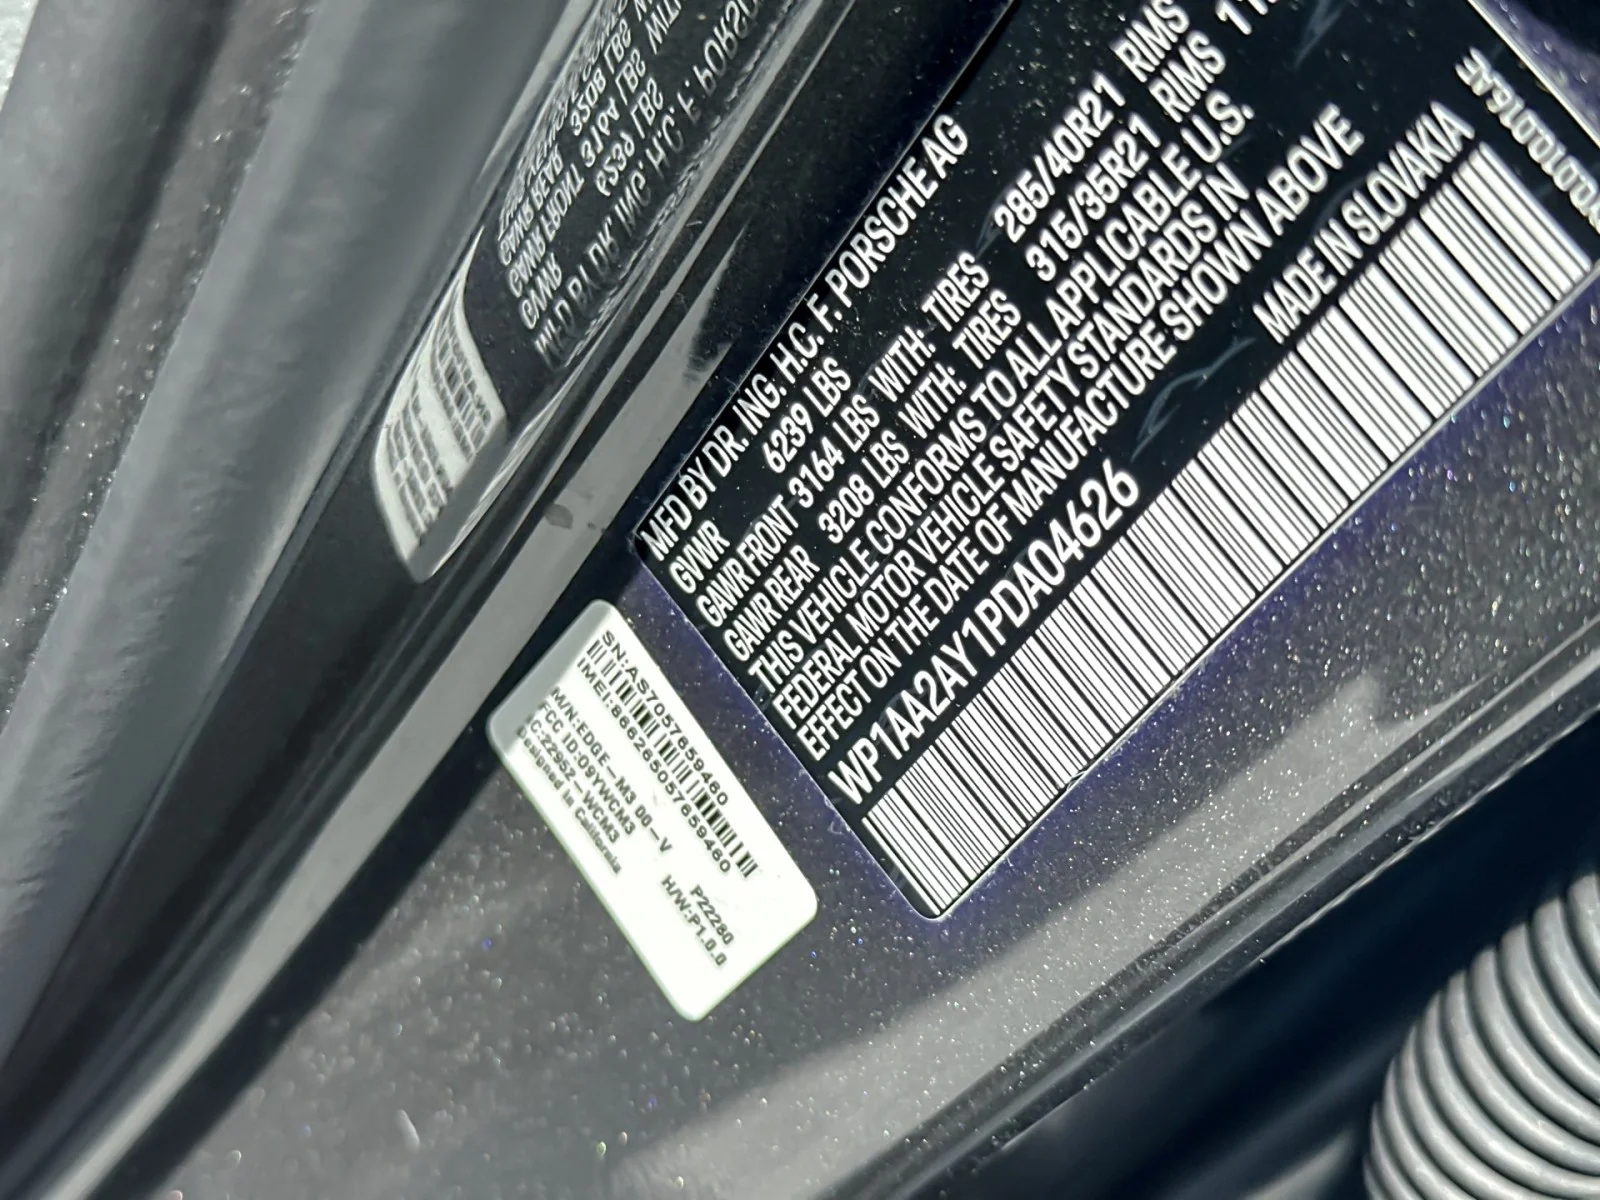 MFD BY DR. ING. H.C. F. PORSCHE AG
GVWR 6239 LBS
GAWR FRONT 3164 LBS WITH: TIRES 285/40R21 RIMS
GAWR REAR 3208 LBS WITH: TIRES 315/35R21 RIMS
THIS VEHICLE CONFORMS TO ALL APPLICABLE U.S.
FEDERAL MOTOR VEHICLE SAFETY STANDARDS IN
EFFECT ON THE DATE OF MANUFACTURE SHOWN ABOVE
WP1AA2AY1PDA04626 MADE IN SLOVAKIA
SN:AS7057659460
IMEI:866265057659460
M/N:EDGE-M3 00-V P22280
FCC ID:09YWCM3 H/W:P1.0.0
IC:22952-WCM3
Designed in California